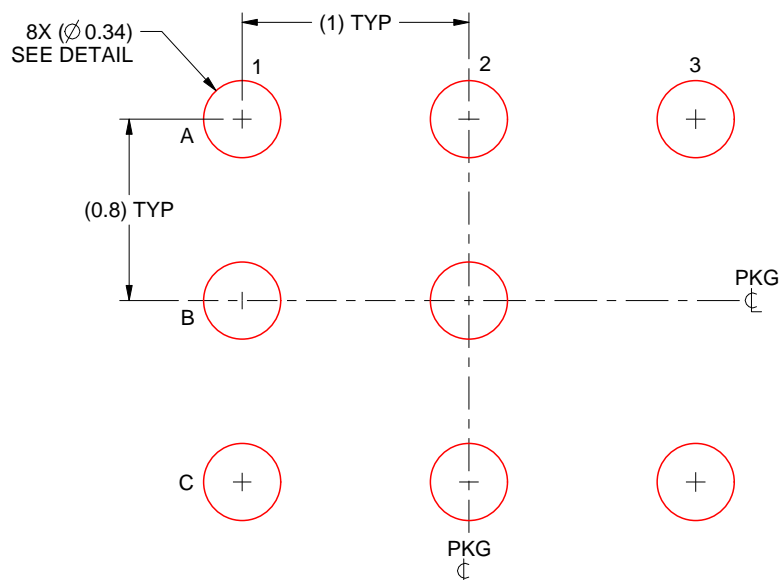 (1) TYP
8X (∅ 0.34)
SEE DETAIL
1
2
3
A
(0.8) TYP
PKG
℄
B
C
PKG
℄